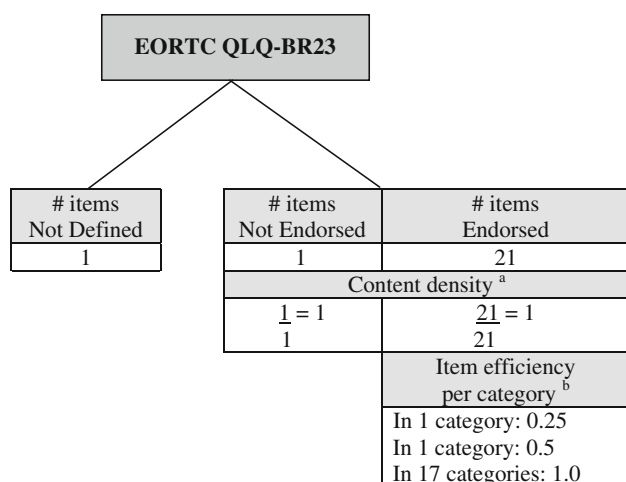 EORTC QLQ-BR23
# items
Not Defined
1
# items
Not Endorsed
# items
Endorsed
1
21
Content density a
1 = 1
1
21 = 1
21
Item efficiency
per category b
In 1 category: 0.25
In 1 category: 0.5
In 17 categories: 1.0